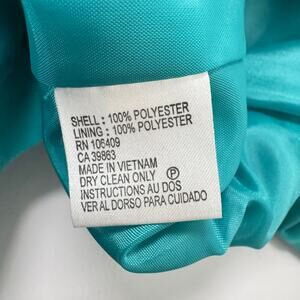 SHELL : 100% POLYESTER
LINING : 100% POLYESTER
RN 106409
CA 39863
MADE IN VIETNAM
DRY CLEAN ONLY P
INSTRUCTIONS AU DOS
VER AL DORSO PARA CUIDADO